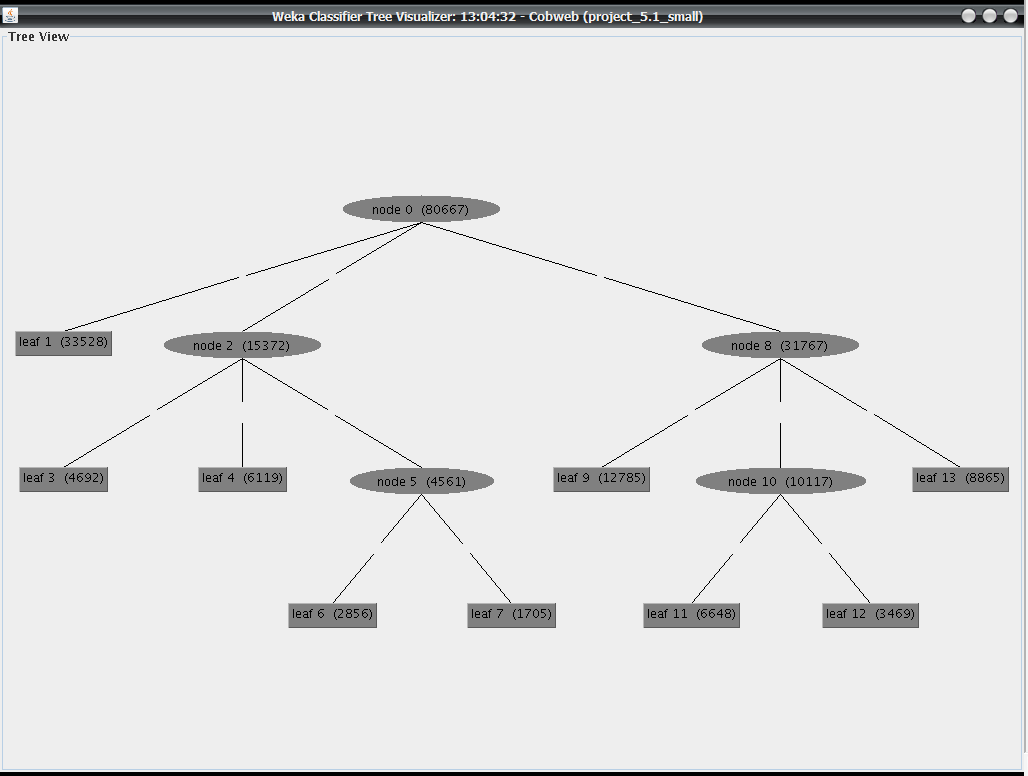 Weka Classifier Tree Visualizer: 13:04:32 - Cobweb (project_5.1_small)
Tree View
node 0 (80667)
leaf 1 (33528)
node 2 (15372)
node 8 (31767)
leaf 3 (4692)
leaf 4 (6119)
node 5 (4561)
leaf 9 (12785)
node 10 (10117)
leaf 13 (8865)
leaf 6 (2856)
leaf 7 (1705)
leaf 11 (6648)
leaf 12 (3469)